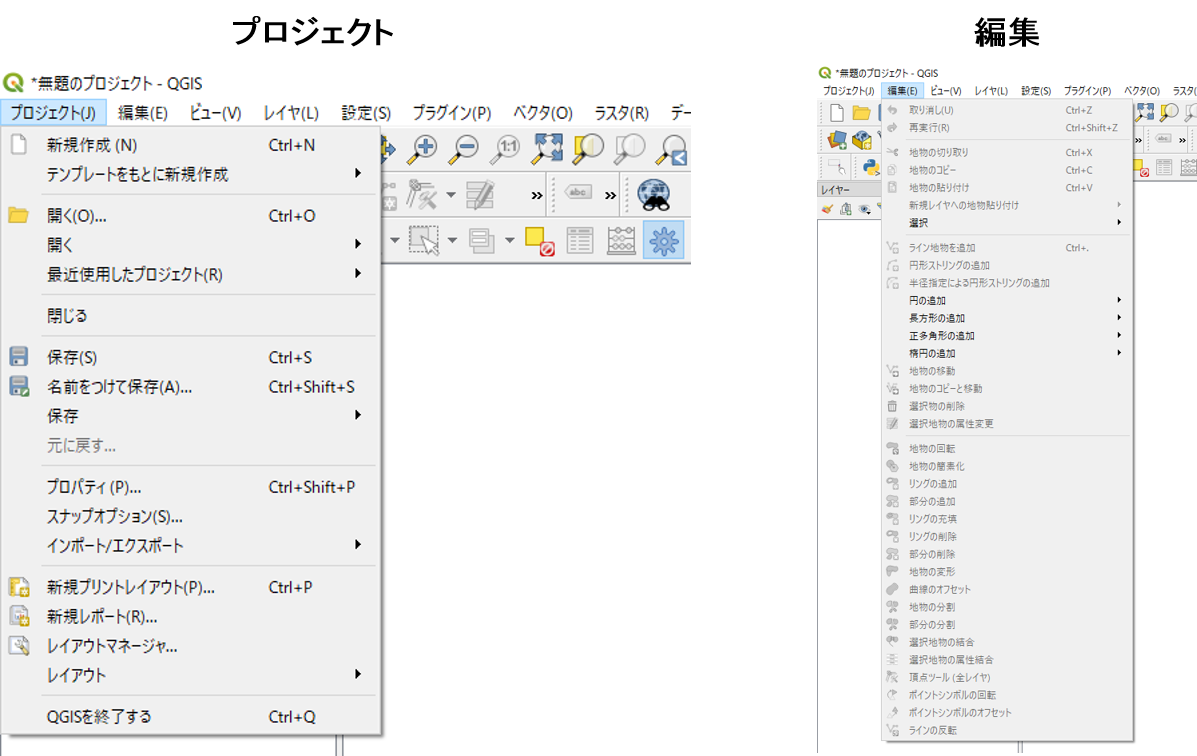 プロジェクト
*無題のプロジェクト - QGIS
プロジェクト(J) 編集(E) ビュー(V) レイヤ(L) 設定(S) プラグイン(P) ベクタ(O) ラスタ(R) デー
新規作成 (N) Ctrl+N
テンプレートをもとに新規作成
開く(O)... Ctrl+O
開く
最近使用したプロジェクト(R)
閉じる
保存(S) Ctrl+S
名前をつけて保存(A)... Ctrl+Shift+S
保存
元に戻す...
プロパティ (P)... Ctrl+Shift+P
スナップオプション(S)...
インポート/エクスポート
新規プリントレイアウト(P)... Ctrl+P
新規レポート(R)...
レイアウトマネージャ...
レイアウト
QGISを終了する Ctrl+Q
1:1
abc
編集
*無題のプロジェクト - QGIS
プロジェクト(J) 編集(E) ビュー(V) レイヤ(L) 設定(S) プラグイン(P) ベクタ(O) ラスタ(
レイヤー
取り消し(U) Ctrl+Z
再実行(R) Ctrl+Shift+Z
地物の切り取り Ctrl+X
地物のコピー Ctrl+C
地物の貼り付け Ctrl+V
新規レイヤへの地物貼り付け
選択
ライン地物を追加 Ctrl+.
円形ストリングの追加
半径指定による円形ストリングの追加
円の追加
長方形の追加
正多角形の追加
楕円の追加
地物の移動
地物のコピーと移動
選択物の削除
選択地物の属性変更
地物の回転
地物の簡素化
リングの追加
部分の追加
リングの充填
リングの削除
部分の削除
地物の変形
曲線のオフセット
地物の分割
部分の分割
選択地物の結合
選択地物の属性結合
頂点ツール (全レイヤ)
ポイントシンボルの回転
ポイントシンボルのオフセット
ラインの反転
abc